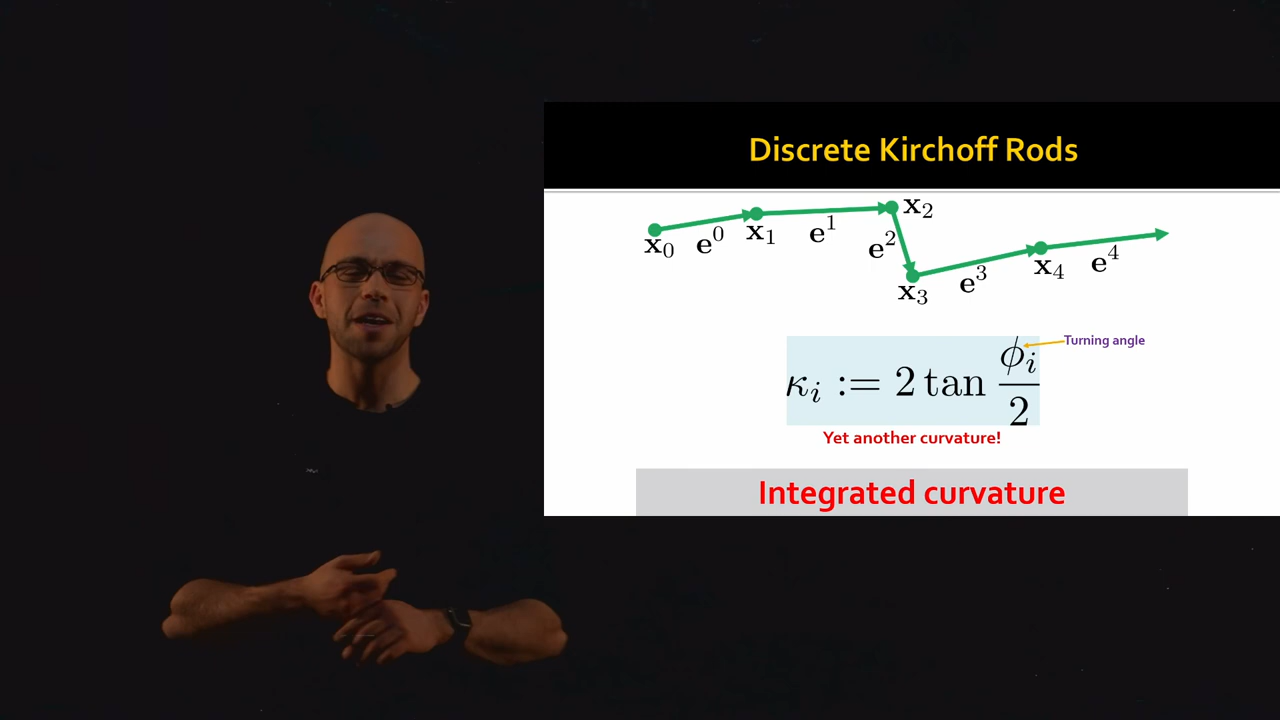 Discrete Kirchoff Rods
x₀ e⁰ x₁ e¹ x₂
e² x₃ e³ x₄ e⁴
κᵢ := 2 tan ϕᵢ/2
Turning angle
Yet another curvature!
Integrated curvature